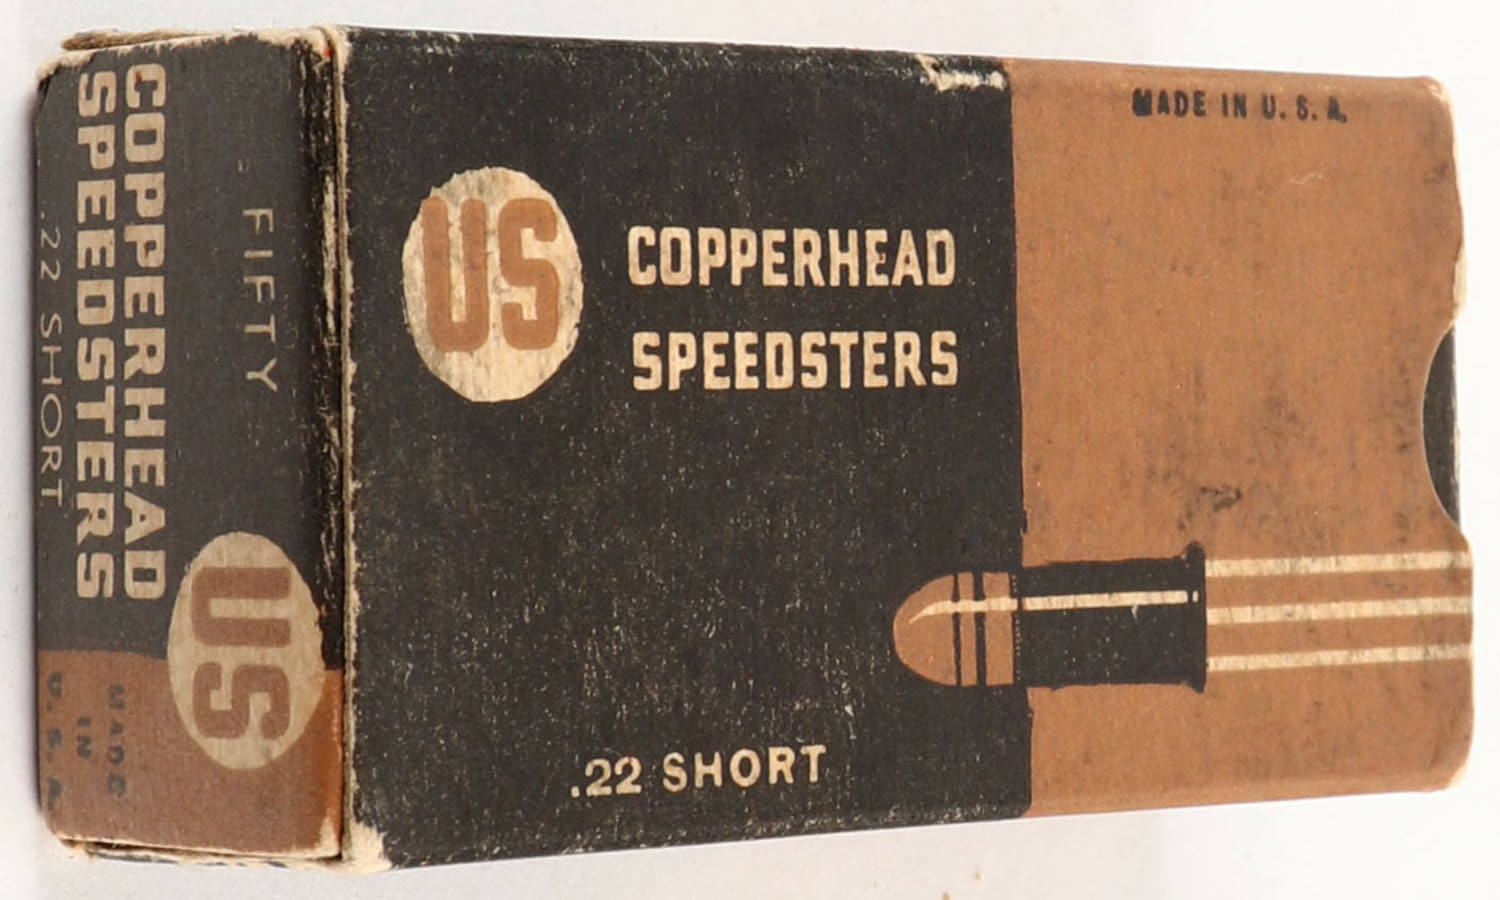 US
COPPERHEAD
SPEEDSTERS
.22 SHORT
MADE IN U. S. A.
FIFTY
COPPERHEAD
SPEEDSTERS
.22 SHORT
US
MADE
IN
U. S. A.